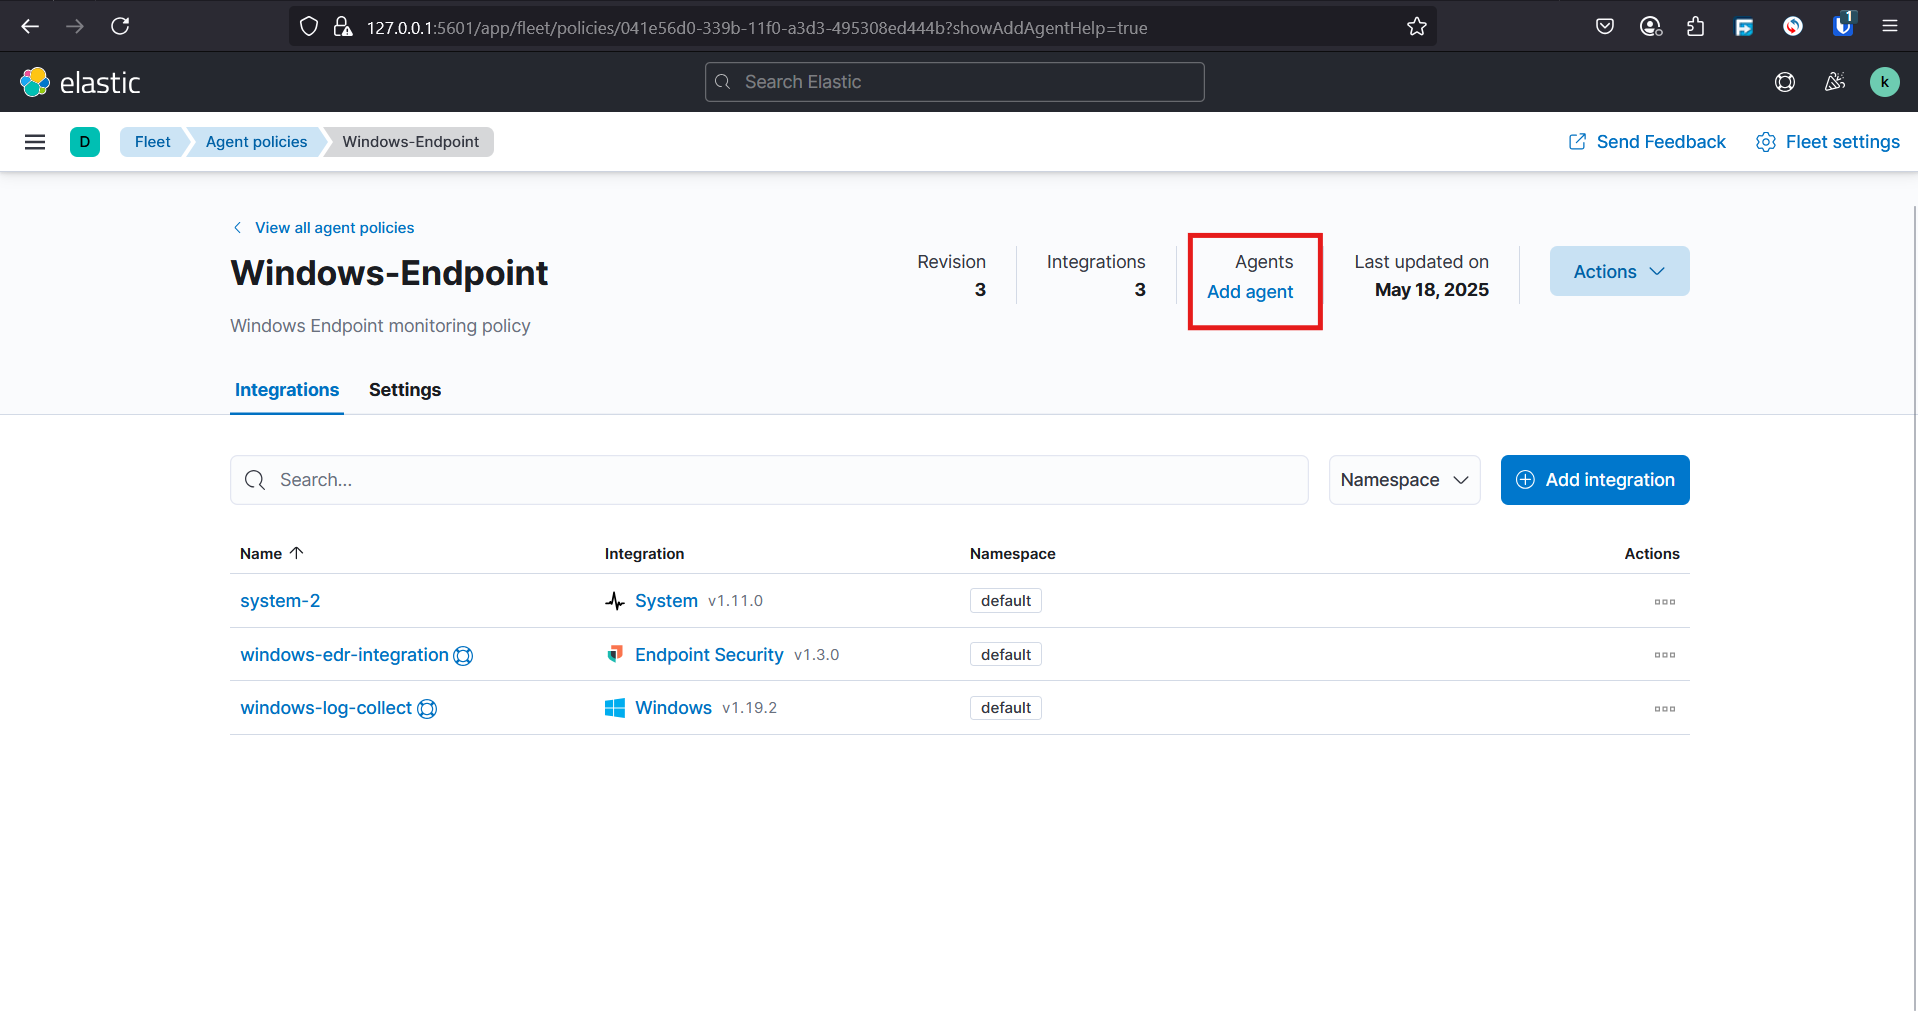 127.0.0.1:5601/app/fleet/policies/041e56d0-339b-11f0-a3d3-495308ed444b?showAddAgentHelp=true
1
elastic
Search Elastic
k
D
Fleet
Agent policies
Windows-Endpoint
Send Feedback
Fleet settings
View all agent policies
Windows-Endpoint
Windows Endpoint monitoring policy
Revision
3
Integrations
3
Agents
Add agent
Last updated on
May 18, 2025
Actions
Integrations
Settings
Search...
Namespace
Add integration
Name
Integration
Namespace
Actions
system-2
System v1.11.0
default
windows-edr-integration
Endpoint Security v1.3.0
default
windows-log-collect
Windows v1.19.2
default